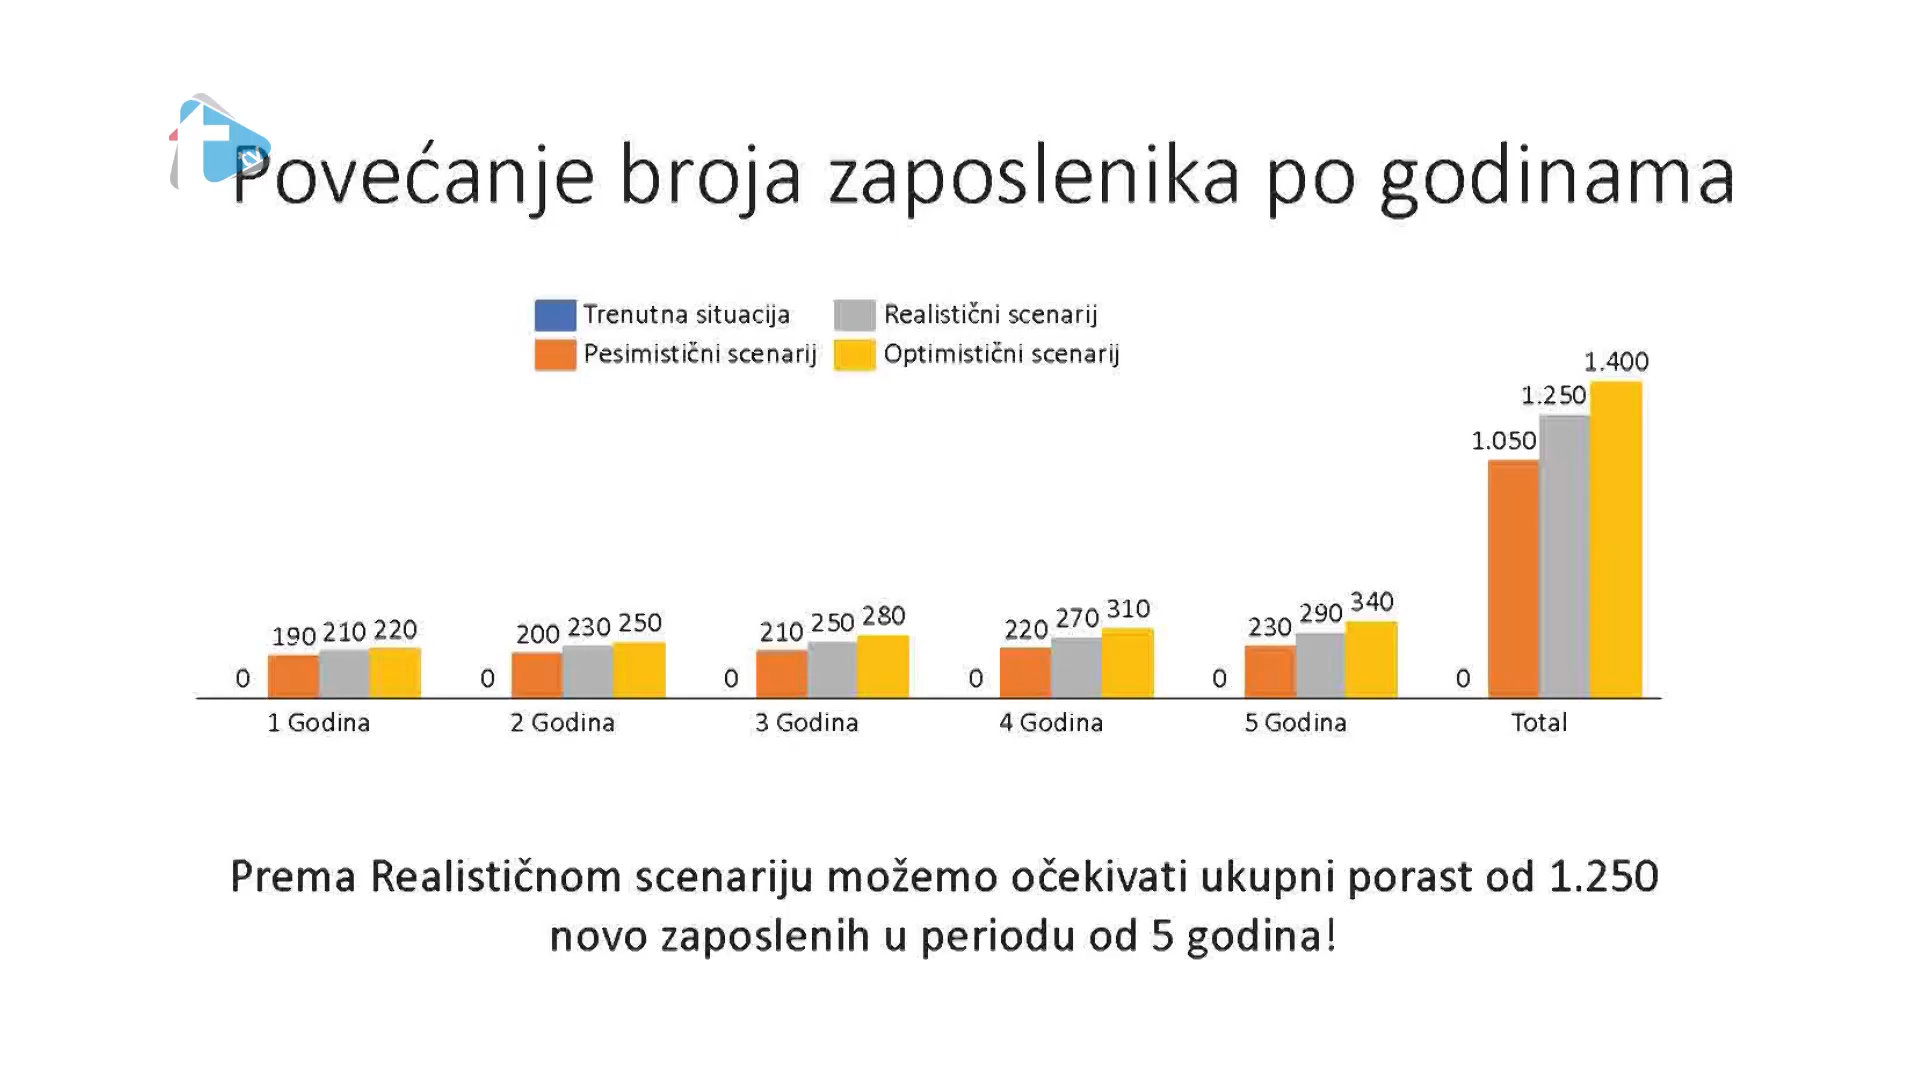 tv
Povećanje broja zaposlenika po godinama
Trenutna situacija
Realistični scenarij
Pesimistični scenarij
Optimistični scenarij
0 190 210 220
0 200 230 250
0 210 250 280
0 220 270 310
0 230 290 340
0 1.050 1.250 1.400
1 Godina 2 Godina 3 Godina 4 Godina 5 Godina Total
Prema Realističnom scenariju možemo očekivati ukupni porast od 1.250
novo zaposlenih u periodu od 5 godina!